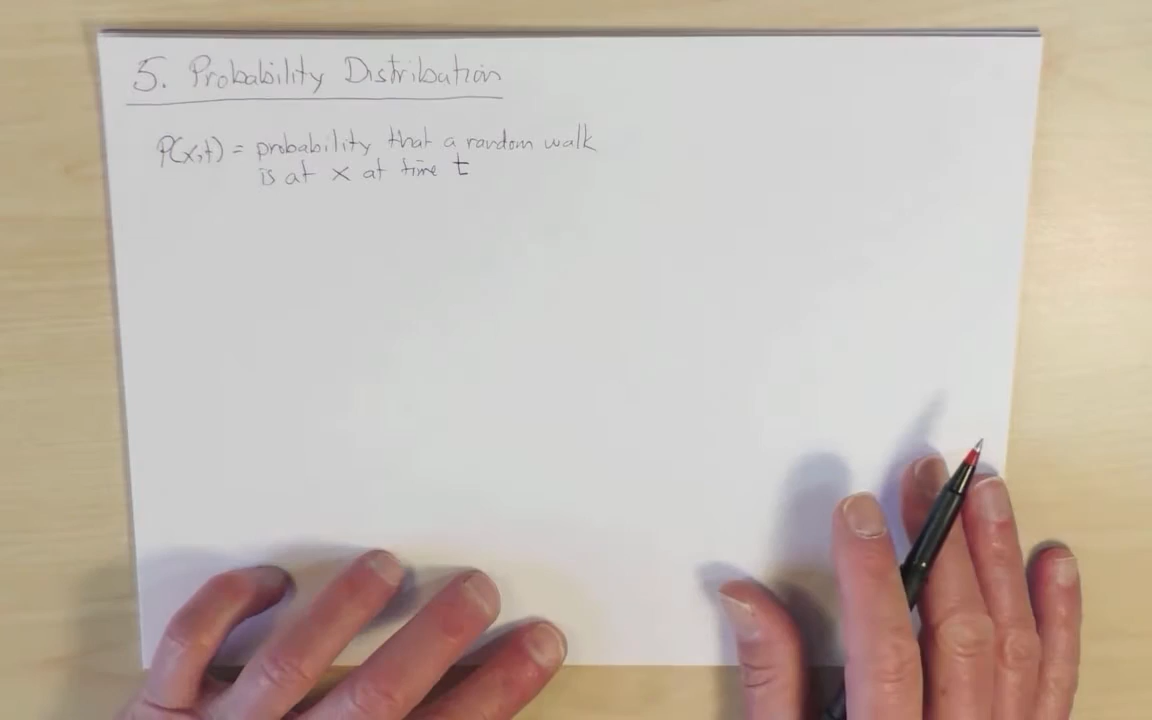 5. Probability Distribution
P(x,t) = probability that a random walk
is at x at time t